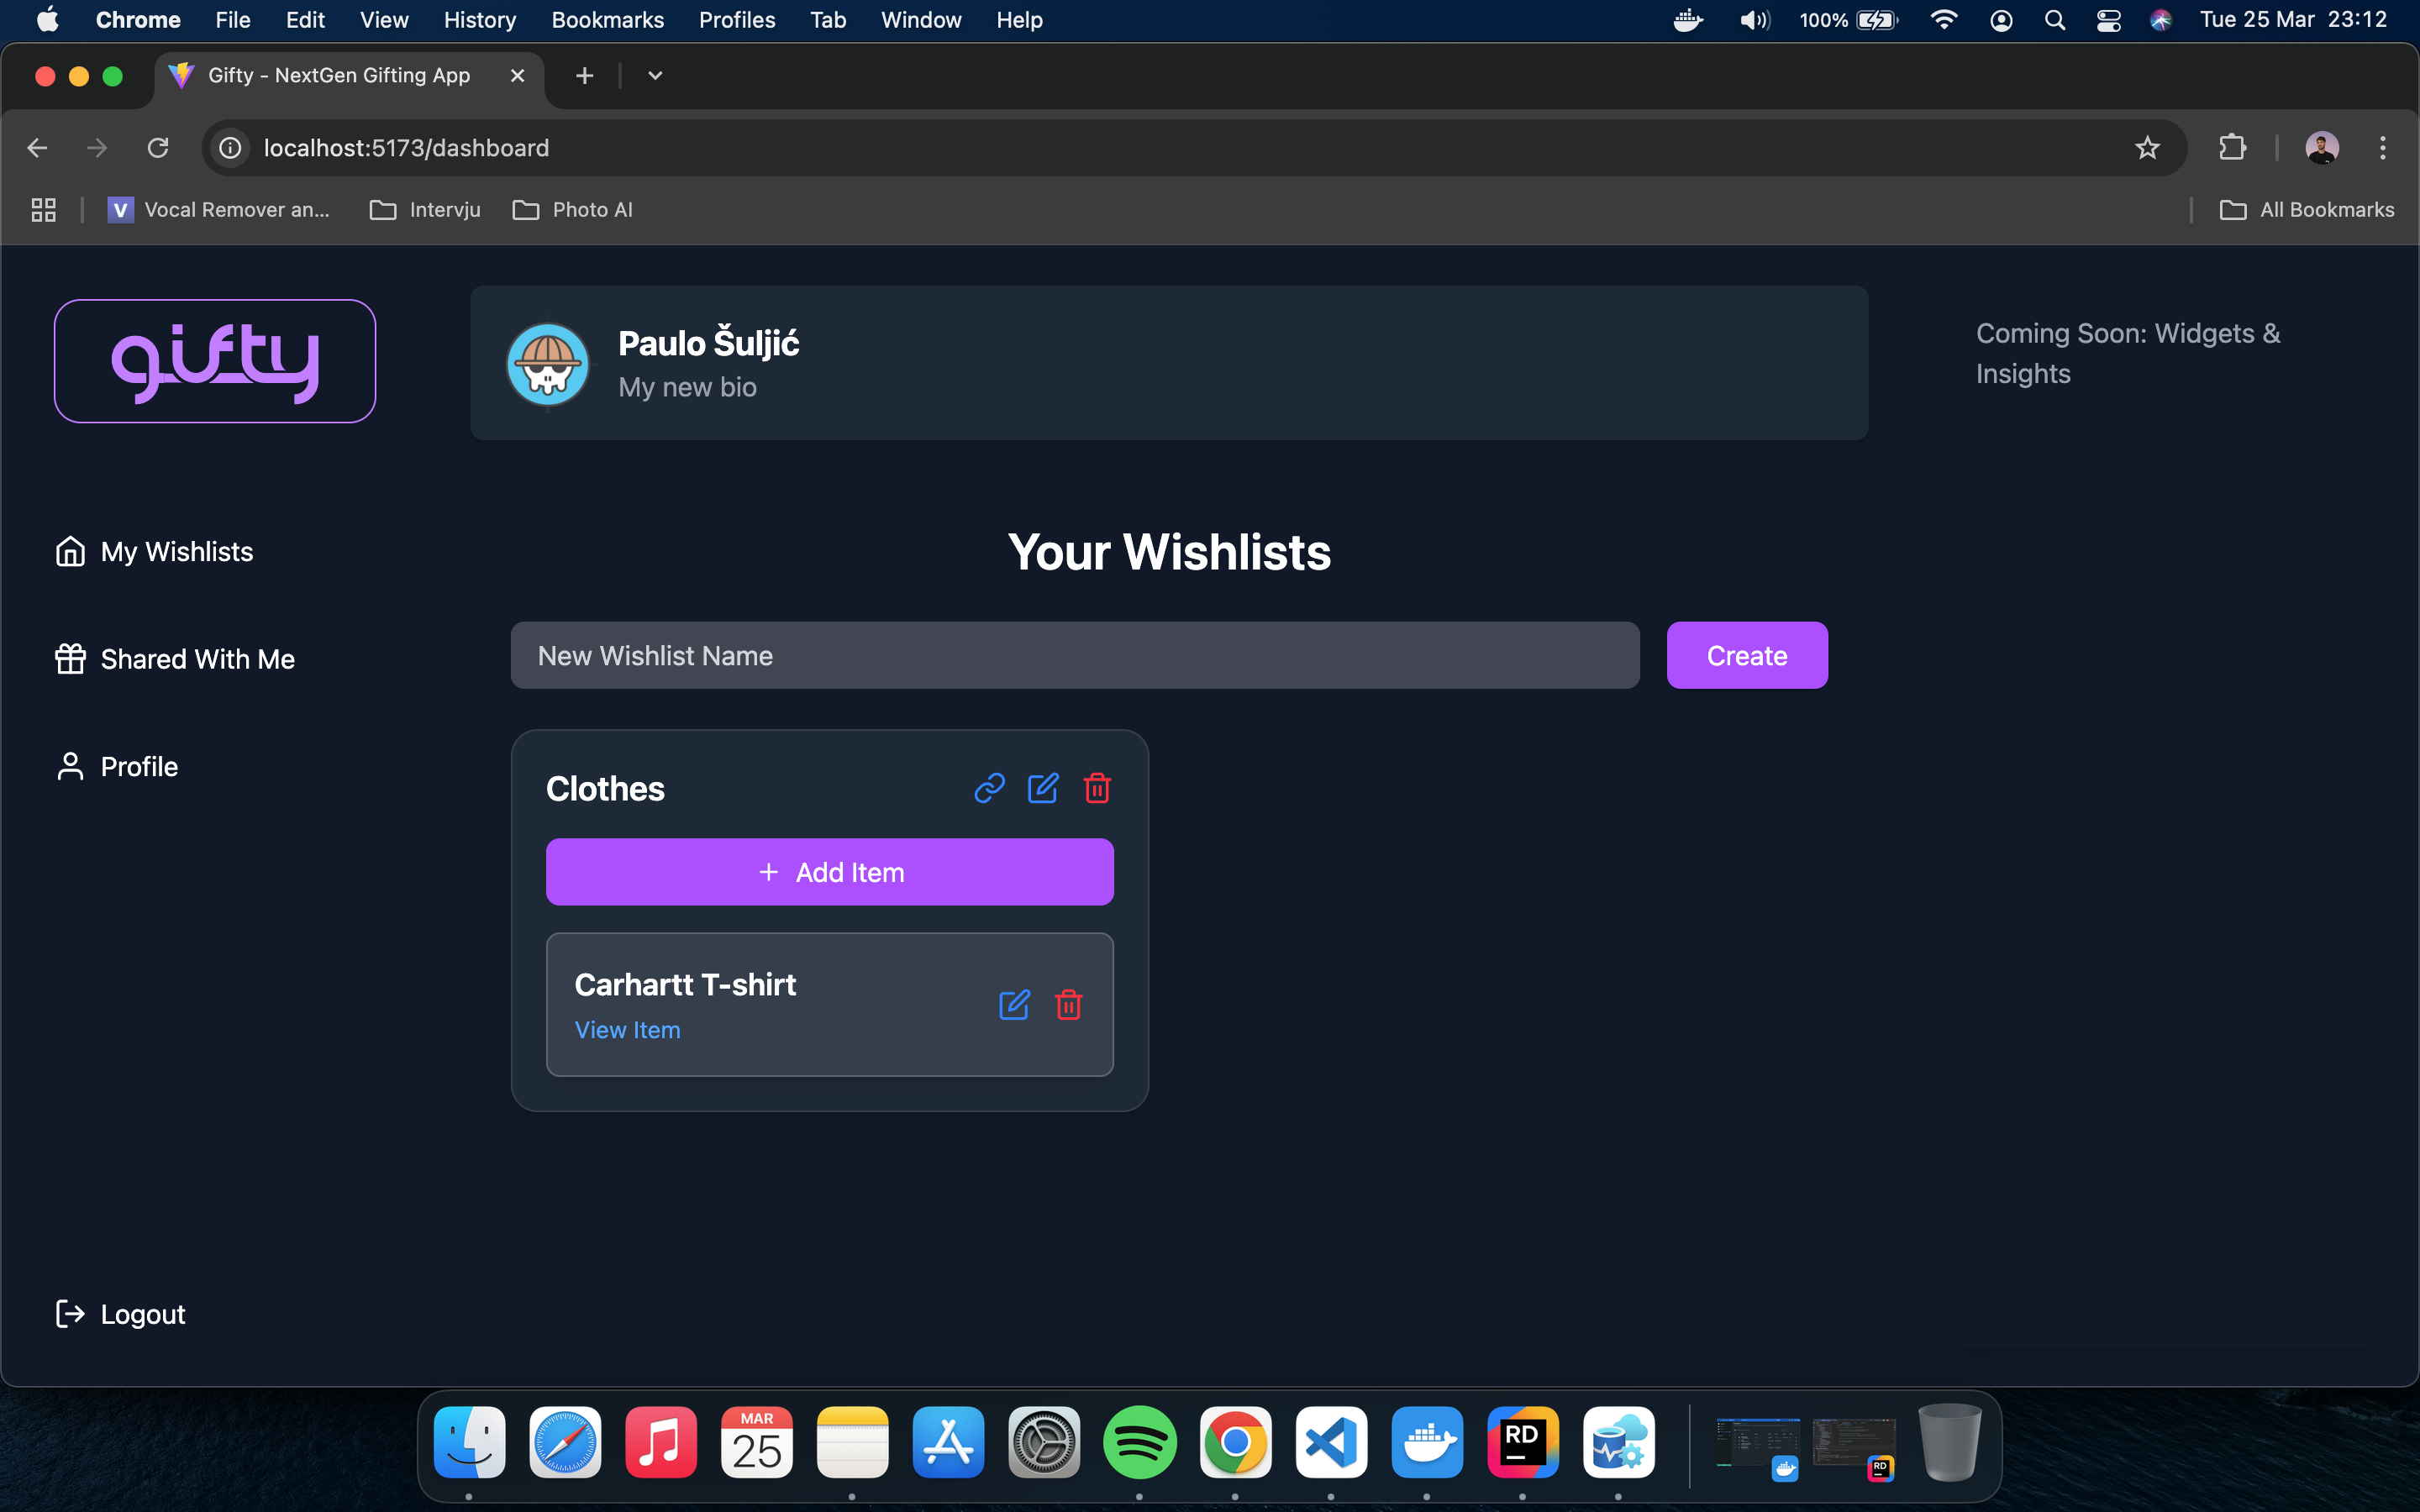 Chrome File Edit View History Bookmarks Profiles Tab Window Help 100% Tue 25 Mar 23:12
Gifty - NextGen Gifting App
localhost:5173/dashboard
V Vocal Remover an... Intervju Photo AI All Bookmarks
gifty
Paulo Šuljić
My new bio
Coming Soon: Widgets &
Insights
My Wishlists
Shared With Me
Profile
Logout
Your Wishlists
New Wishlist Name Create
Clothes
+ Add Item
Carhartt T-shirt
View Item
MAR
25
RD
RD